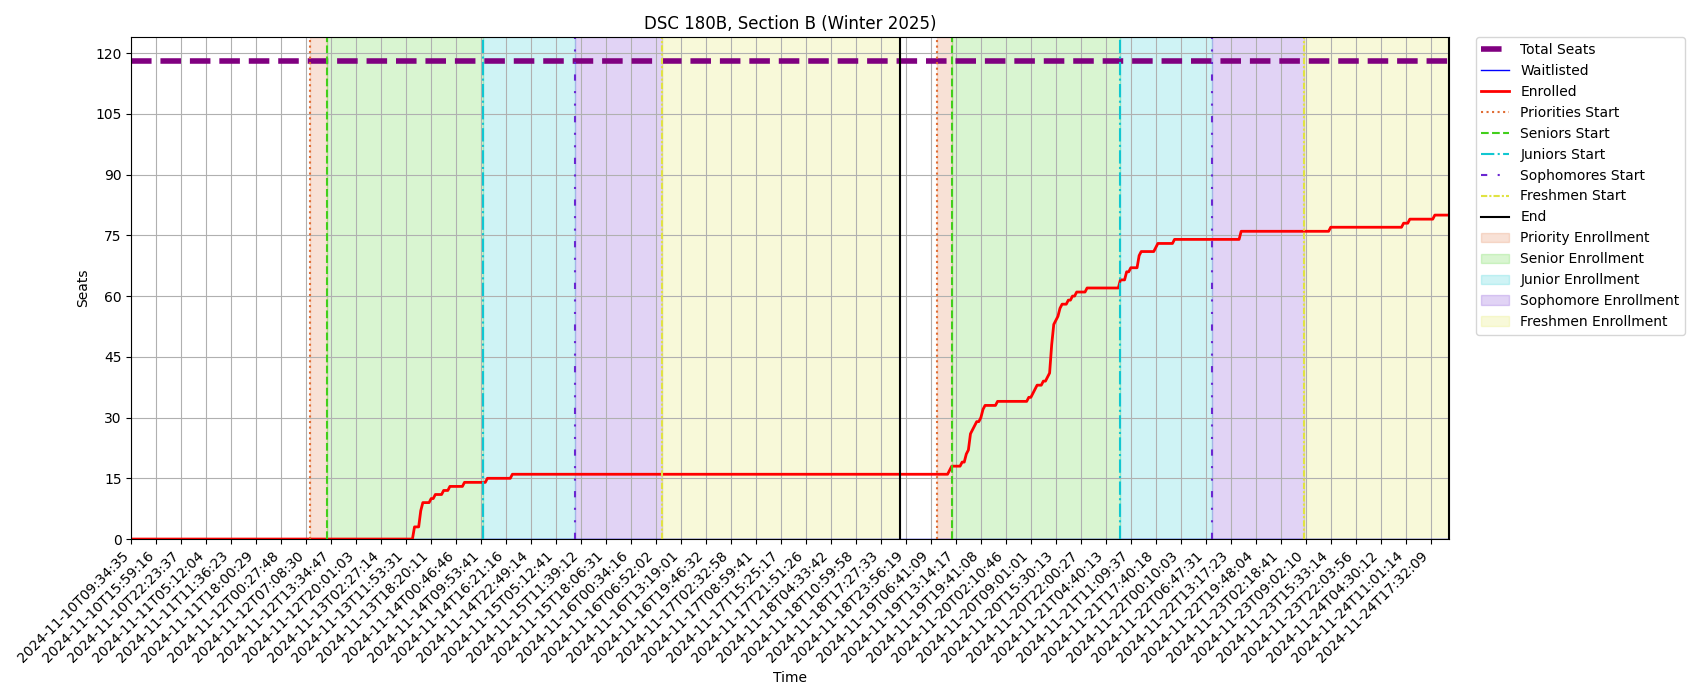 DSC 180B, Section B (Winter 2025)
120
105
90
75
60
45
30
15
0
Seats
2024-11-10T09:34:35
2024-11-10T15:59:16
2024-11-10T22:23:37
2024-11-11T05:12:04
2024-11-11T11:36:23
2024-11-11T18:00:29
2024-11-12T00:27:48
2024-11-12T07:08:30
2024-11-12T13:34:47
2024-11-12T20:01:03
2024-11-13T02:27:14
2024-11-13T11:53:31
2024-11-13T18:20:11
2024-11-14T00:46:46
2024-11-14T09:53:41
2024-11-14T16:21:16
2024-11-14T22:49:14
2024-11-15T05:12:41
2024-11-15T11:39:12
2024-11-15T18:06:31
2024-11-16T00:34:16
2024-11-16T06:52:02
2024-11-16T13:19:01
2024-11-16T19:46:32
2024-11-17T02:32:58
2024-11-17T08:59:41
2024-11-17T15:25:17
2024-11-17T21:51:26
2024-11-18T04:33:42
2024-11-18T10:59:58
2024-11-18T17:27:33
2024-11-18T23:56:19
2024-11-19T06:41:09
2024-11-19T13:14:17
2024-11-19T19:41:08
2024-11-20T02:10:46
2024-11-20T09:01:01
2024-11-20T15:30:13
2024-11-20T22:00:27
2024-11-21T04:40:13
2024-11-21T11:09:37
2024-11-21T17:40:18
2024-11-22T00:10:03
2024-11-22T06:47:31
2024-11-22T13:17:23
2024-11-22T19:48:04
2024-11-23T02:18:41
2024-11-23T09:02:10
2024-11-23T15:33:14
2024-11-23T22:03:56
2024-11-24T04:30:12
2024-11-24T11:01:14
2024-11-24T17:32:09
Time
Total Seats
Waitlisted
Enrolled
Priorities Start
Seniors Start
Juniors Start
Sophomores Start
Freshmen Start
End
Priority Enrollment
Senior Enrollment
Junior Enrollment
Sophomore Enrollment
Freshmen Enrollment